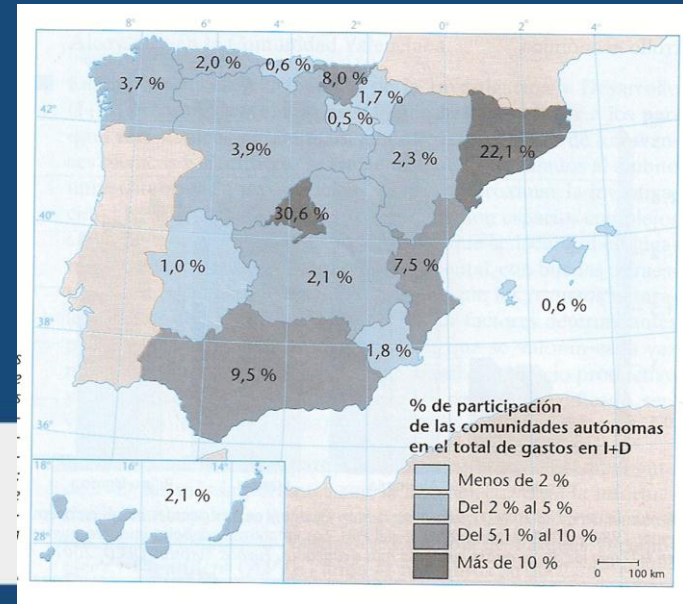 8° 6° 4° 2° 0° 2° 4°
2,0 % 0,6 % 8,0 %
3,7 % 1,7 %
42° 0,5 %
3,9% 2,3 % 22,1 %
40° 30,6 %
1,0 % 2,1 % 7,5 %
0,6 %
38° 1,8 %
9,5 %
36°
% de participación
de las comunidades autónomas
en el total de gastos en I+D
Menos de 2 %
Del 2 % al 5 %
Del 5,1 % al 10 %
Más de 10 %
0 100 km
18° 16° 14°
2,1 %
28°